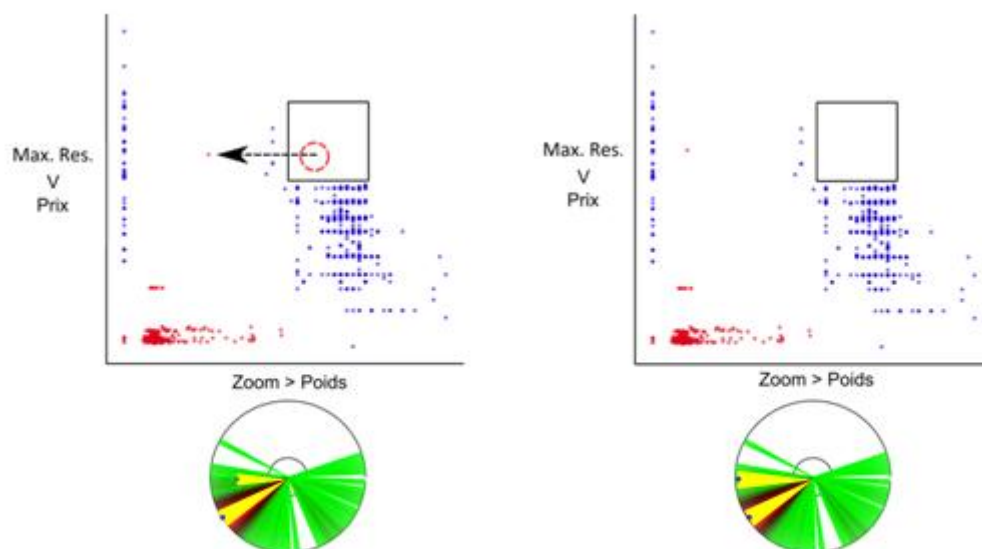 Max. Res.
V
Prix
Zoom > Poids
Max. Res.
V
Prix
Zoom > Poids